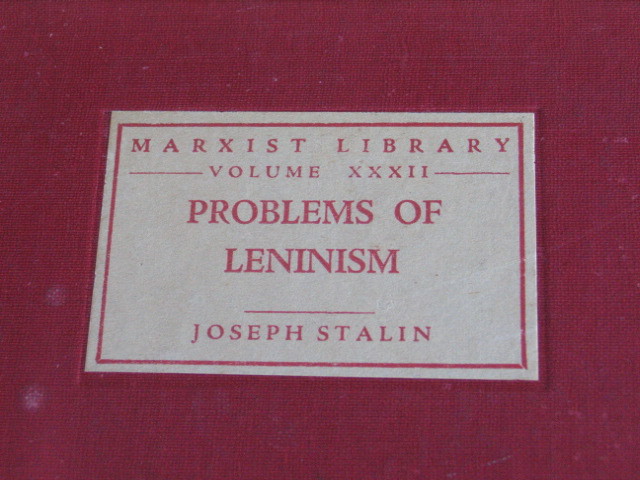 MARXIST LIBRARY
VOLUME XXXII
PROBLEMS OF
LENINISM
JOSEPH STALIN